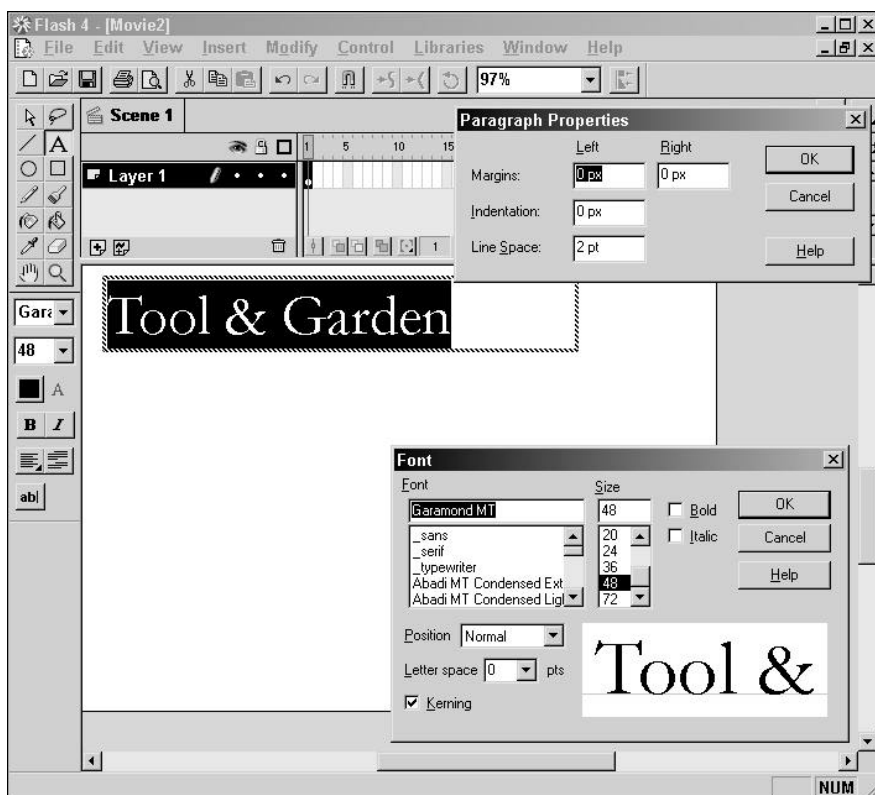 Flash 4 - [Movie2]
File Edit View Insert Modify Control Libraries Window Help
97%
Scene 1
1 5 10 15
Layer 1
1
Paragraph Properties
Left Right
Margins: 0 px 0 px
Indentation: 0 px
Line Space: 2 pt
OK
Cancel
Help
A
Tool & Garden
48
A
B I
ab|
Font
Font Size
Garamond MT 48
_sans
_serif
_typewriter
Abadi MT Condensed Ext
Abadi MT Condensed Ligl
20
24
36
48
72
Bold
Italic
OK
Cancel
Help
Position Normal
Letter space 0 pts
Kerning
Tool &
NUM